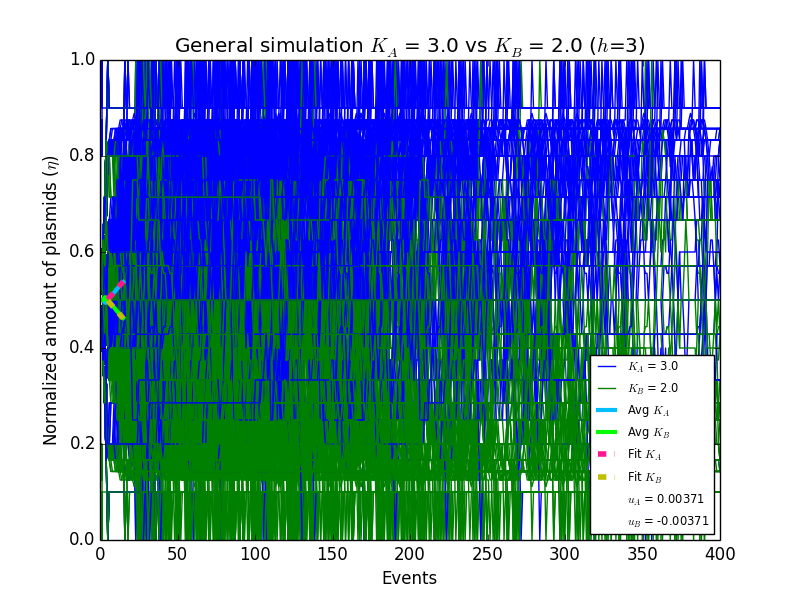 General simulation K_A = 3.0 vs K_B = 2.0 (h=3)
Normalized amount of plasmids (η)
1.0
0.8
0.6
0.4
0.2
0.0
K_A = 3.0
K_B = 2.0
Avg K_A
Avg K_B
Fit K_A
Fit K_B
u_A = 0.00371
u_B = -0.00371
0 50 100 150 200 250 300 350 400
Events